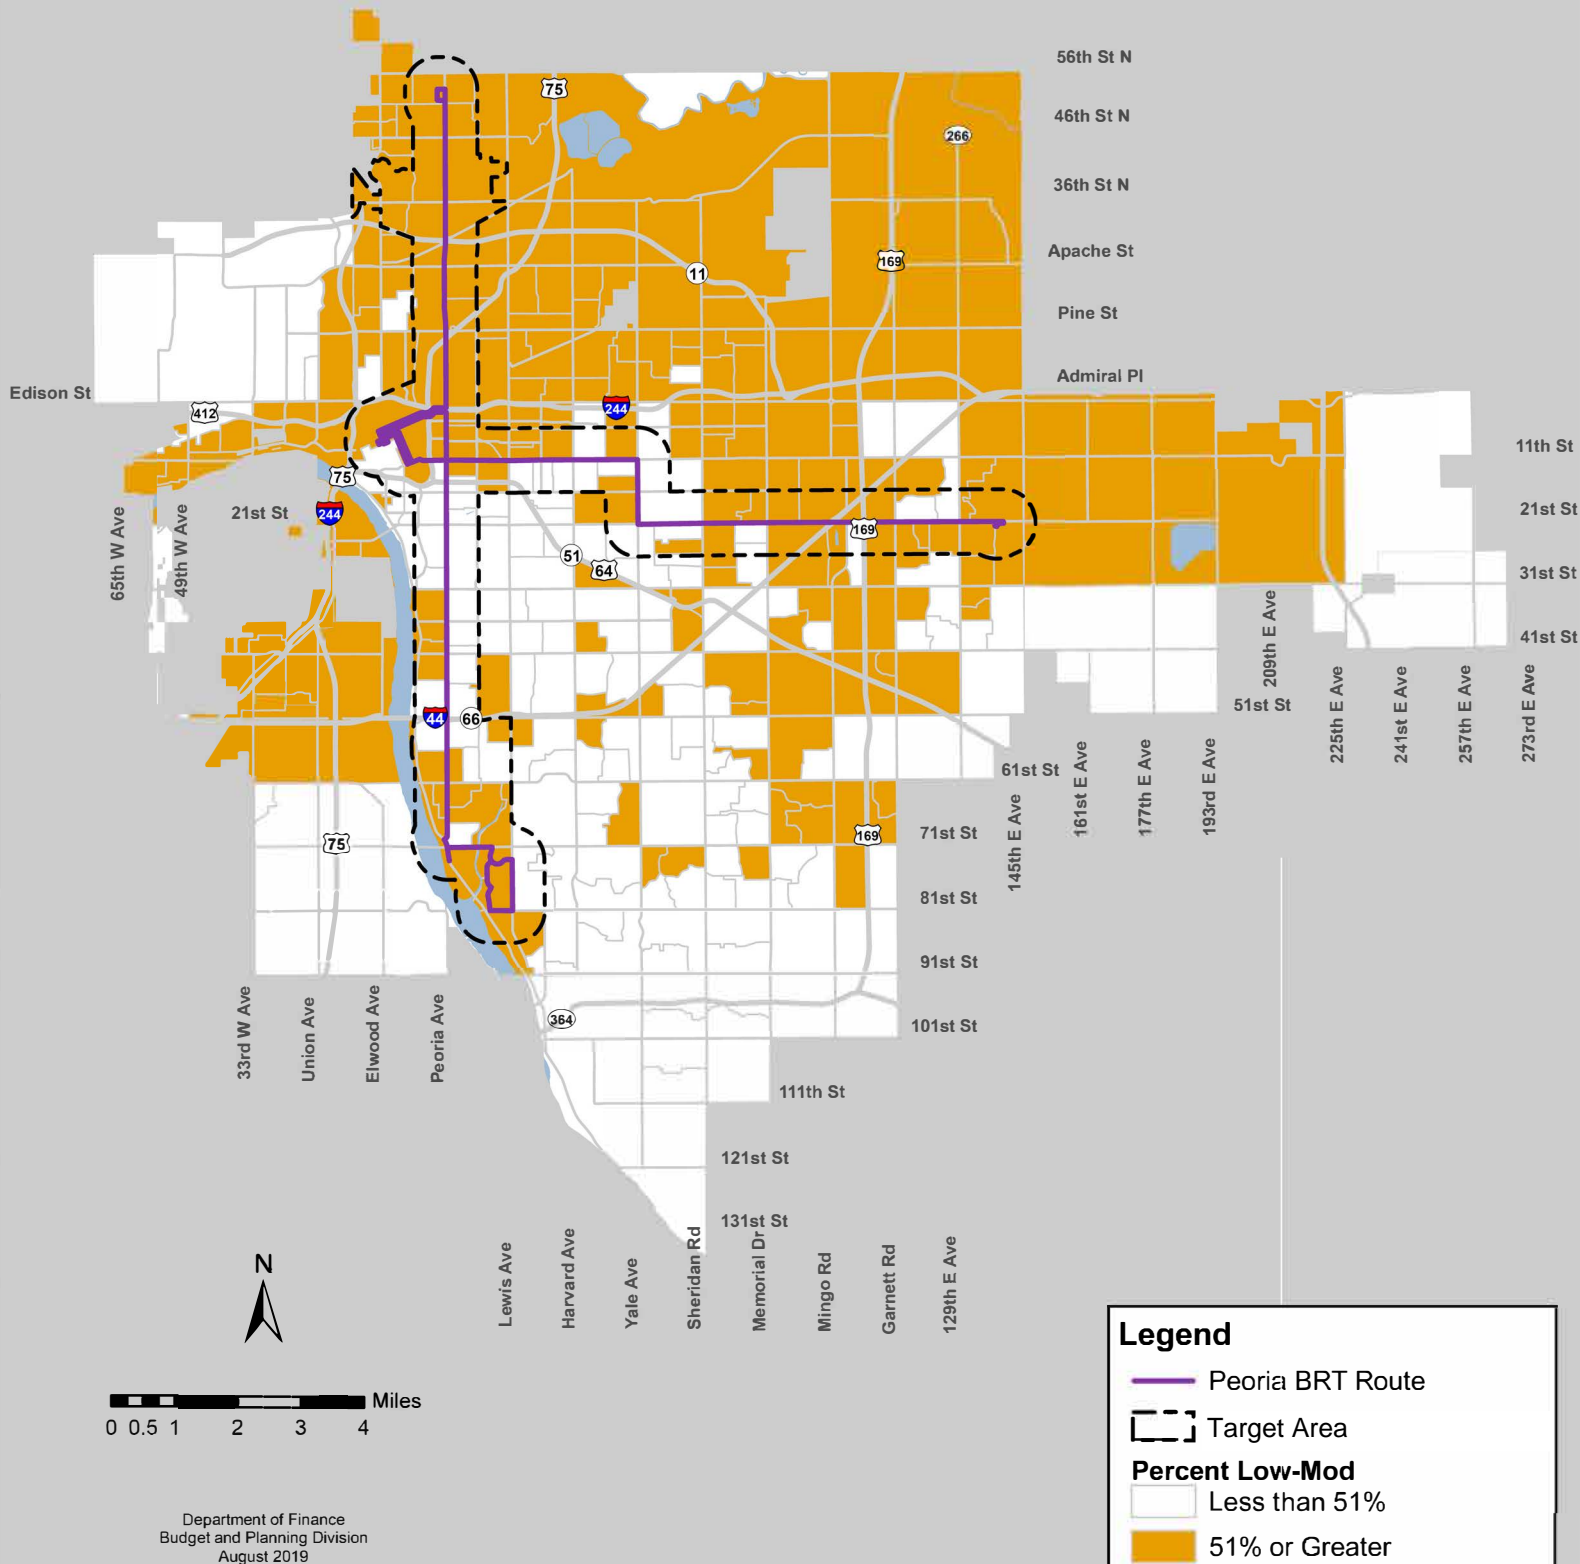 56th St N
75
46th St N
266
36th St N
Apache St
169
11
Pine St
Admiral Pl
Edison St
412
244
11th St
75
21st St
244
21st St
169
51
64
31st St
65th W Ave
49th W Ave
41st St
209th E Ave
51st St
44
66
225th E Ave
241st E Ave
257th E Ave
273rd E Ave
61st St
145th E Ave
161st E Ave
177th E Ave
193rd E Ave
71st St
169
75
81st St
91st St
33rd W Ave
Union Ave
Elwood Ave
Peoria Ave
364
101st St
111th St
121st St
131st St
Lewis Ave
Harvard Ave
Yale Ave
Sheridan Rd
Memorial Dr
Mingo Rd
Garnett Rd
129th E Ave
N
Miles
0 0.5 1 2 3 4
Department of Finance
Budget and Planning Division
August 2019
Legend
Peoria BRT Route
Target Area
Percent Low-Mod
Less than 51%
51% or Greater